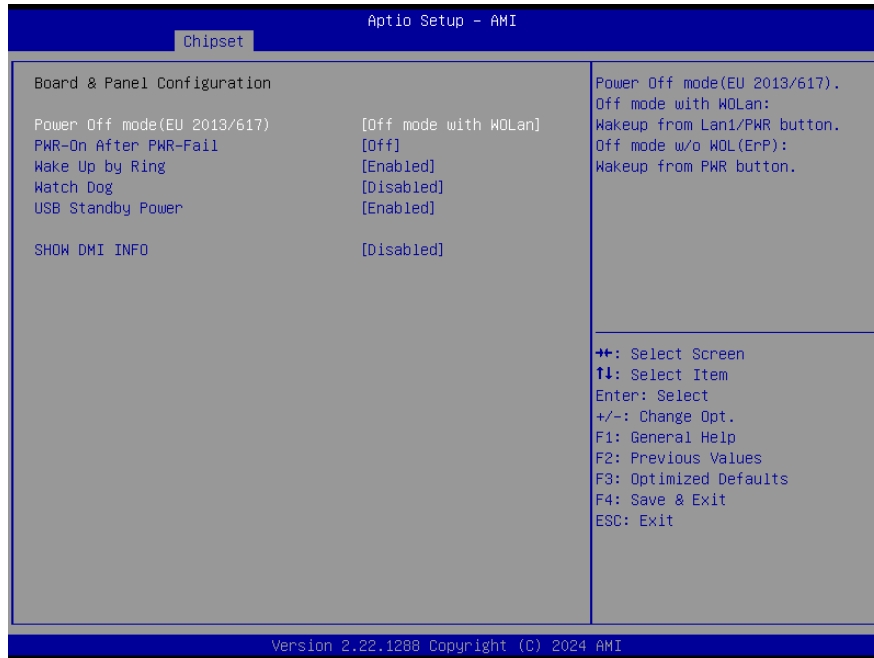 Aptio Setup - AMI
Chipset
Board & Panel Configuration
Power Off mode(EU 2013/617) [Off mode with WOLan]
PWR-On After PWR-Fail [Off]
Wake Up by Ring [Enabled]
Watch Dog [Disabled]
USB Standby Power [Enabled]
SHOW DMI INFO [Disabled]
Power Off mode(EU 2013/617).
Off mode with WOLan:
Wakeup from Lan1/PWR button.
Off mode w/o WOL(ErP):
Wakeup from PWR button.
→←: Select Screen
↑↓: Select Item
Enter: Select
+/-: Change Opt.
F1: General Help
F2: Previous Values
F3: Optimized Defaults
F4: Save & Exit
ESC: Exit
Version 2.22.1288 Copyright (C) 2024 AMI